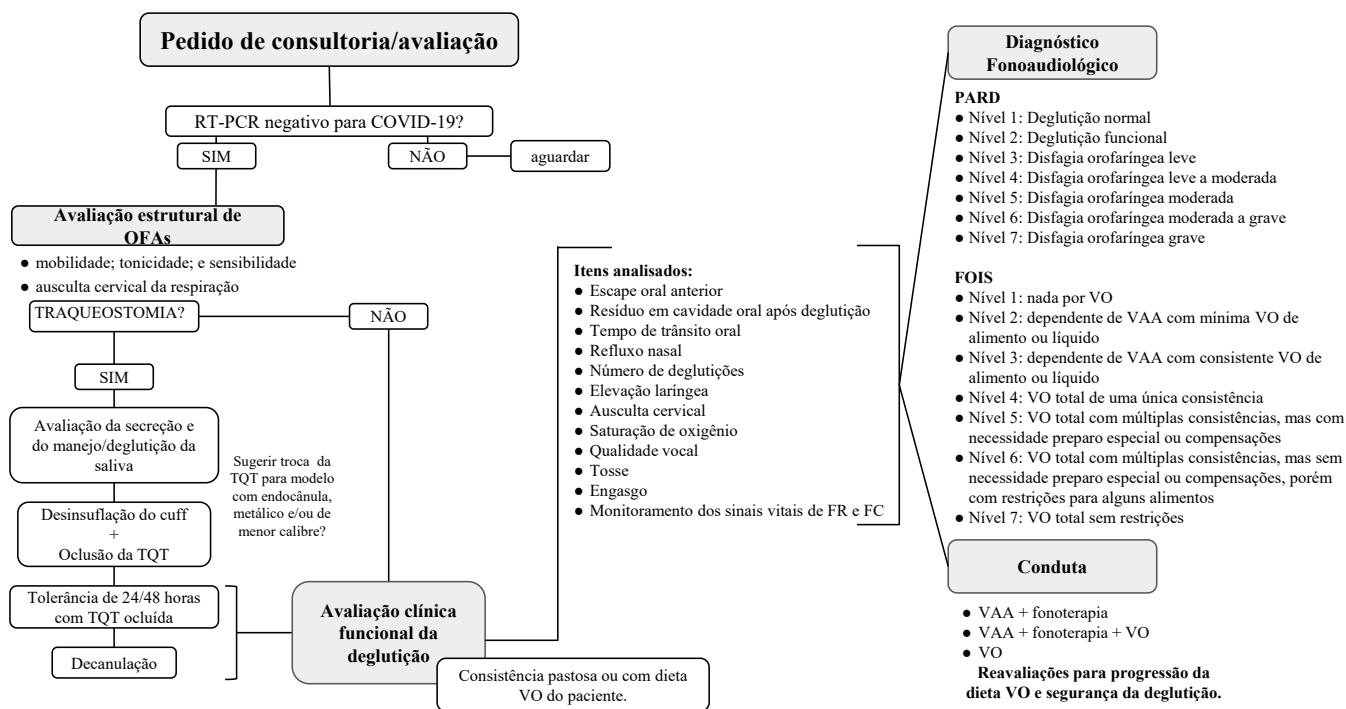 Pedido de consultoria/avaliação
RT-PCR negativo para COVID-19?
SIM
NÃO
aguardar
Avaliação estrutural de
OFAs
● mobilidade; tonicidade; e sensibilidade
● ausculta cervical da respiração
TRAQUEOSTOMIA?
NÃO
SIM
Avaliação da secreção e
do manejo/deglutição da
saliva
Sugerir troca da
TQT para modelo
com endocânula,
metálico e/ou de
menor calibre?
Desinsuflação do cuff
+
Oclusão da TQT
Tolerância de 24/48 horas
com TQT ocluída
Decanulação
Avaliação clínica
funcional da
deglutição
Consistência pastosa ou com dieta
VO do paciente.
Itens analisados:
● Escape oral anterior
● Resíduo em cavidade oral após deglutição
● Tempo de trânsito oral
● Refluxo nasal
● Número de deglutições
● Elevação laríngea
● Ausculta cervical
● Saturação de oxigênio
● Qualidade vocal
● Tosse
● Engasgo
● Monitoramento dos sinais vitais de FR e FC
Diagnóstico
Fonoaudiológico
PARD
● Nível 1: Deglutição normal
● Nível 2: Deglutição funcional
● Nível 3: Disfagia orofaríngea leve
● Nível 4: Disfagia orofaríngea leve a moderada
● Nível 5: Disfagia orofaríngea moderada
● Nível 6: Disfagia orofaríngea moderada a grave
● Nível 7: Disfagia orofaríngea grave
FOIS
● Nível 1: nada por VO
● Nível 2: dependente de VAA com mínima VO de
alimento ou líquido
● Nível 3: dependente de VAA com consistente VO de
alimento ou líquido
● Nível 4: VO total de uma única consistência
● Nível 5: VO total com múltiplas consistências, mas com
necessidade preparo especial ou compensações
● Nível 6: VO total com múltiplas consistências, mas sem
necessidade preparo especial ou compensações, porém
com restrições para alguns alimentos
● Nível 7: VO total sem restrições
Conduta
● VAA + fonoterapia
● VAA + fonoterapia + VO
● VO
Reavaliações para progressão da
dieta VO e segurança da deglutição.